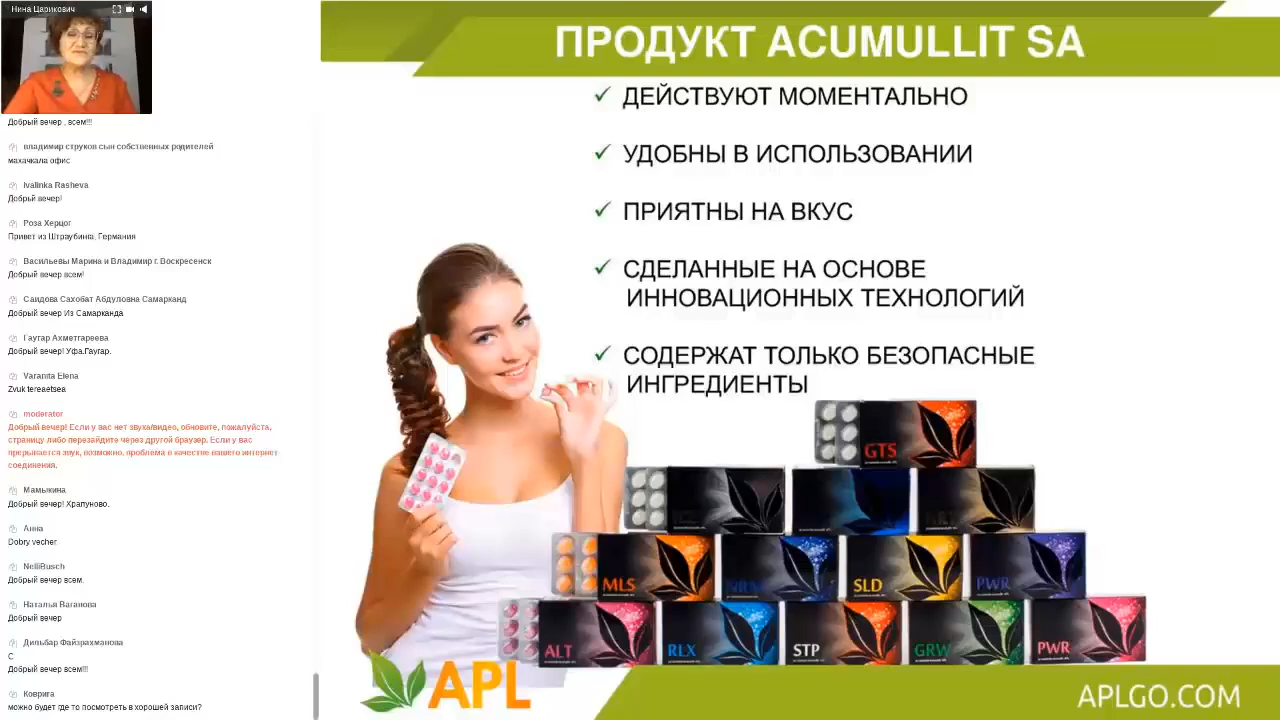 Нина Царикович
Добрый вечер , всем!!!
владимир струков сын собственных родителей
махачкала офис
Ivalinka Rasheva
Добрый вечер!
Роза Херцог
Привет из Штраубинга, Германия
Васильевы Марина и Владимир г. Воскресенск
Добрый вечер всем!
Саидова Сахобат Абдуловна Самарканд
Добрый вечер Из Самарканда
Гаугар Ахметгареева
Добрый вечер! Уфа.Гаугар.
Varanita Elena
Zvuk tereaetsea
moderator
Добрый вечер! Если у вас нет звука/видео, обновите, пожалуйста,
страницу либо перезайдите через другой браузер. Если у вас
прерывается звук, возможно, проблема в качестве вашего интернет
соединения.
Мамыкина
Добрый вечер! Храпуново.
Анна
Dobry vecher
NelliBusch
Добрый вечер всем.
Наталья Ваганова
Добрый вечер
Дильбар Файзрахманова
С
Добрый вечер всем!!!
Коврига
можно будет где то посмотреть в хорошей записи?
ПРОДУКТ ACUMULLIT SA
ДЕЙСТВУЮТ МОМЕНТАЛЬНО
УДОБНЫ В ИСПОЛЬЗОВАНИИ
ПРИЯТНЫ НА ВКУС
СДЕЛАННЫЕ НА ОСНОВЕ
ИННОВАЦИОННЫХ ТЕХНОЛОГИЙ
СОДЕРЖАТ ТОЛЬКО БЕЗОПАСНЫЕ
ИНГРЕДИЕНТЫ
GTS
MLS
NRM
SLD
PWR
ALT
RLX
STP
GRW
PWR
APL
APLGO.COM